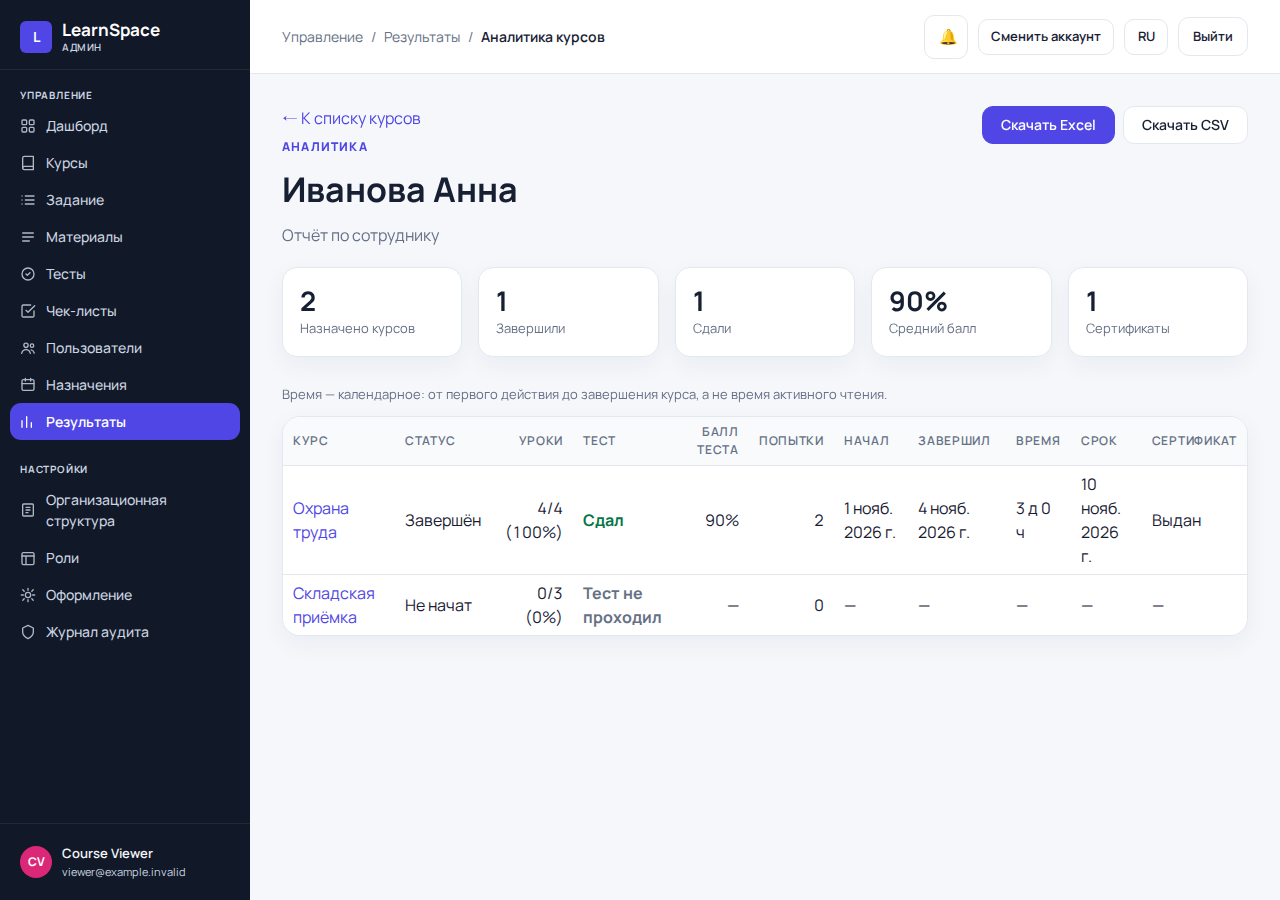 L
LearnSpace
АДМИН
УПРАВЛЕНИЕ
Дашборд
Курсы
Задание
Материалы
Тесты
Чек-листы
Пользователи
Назначения
Результаты
НАСТРОЙКИ
Организационная
структура
Роли
Оформление
Журнал аудита
CV
Course Viewer
viewer@example.invalid
Управление / Результаты / Аналитика курсов
Сменить аккаунт
RU
Выйти
← К списку курсов
АНАЛИТИКА
Иванова Анна
Отчёт по сотруднику
Скачать Excel
Скачать CSV
2
Назначено курсов
1
Завершили
1
Сдали
90%
Средний балл
1
Сертификаты
Время — календарное: от первого действия до завершения курса, а не время активного чтения.
КУРС СТАТУС УРОКИ ТЕСТ БАЛЛ ТЕСТА ПОПЫТКИ НАЧАЛ ЗАВЕРШИЛ ВРЕМЯ СРОК СЕРТИФИКАТ
Охрана труда Завершён 4/4 (100%) Сдал 90% 2 1 нояб. 2026 г. 4 нояб. 2026 г. 3 д 0 ч 10 нояб. 2026 г. Выдан
Складская приёмка Не начат 0/3 (0%) Тест не проходил — 0 — — — — —